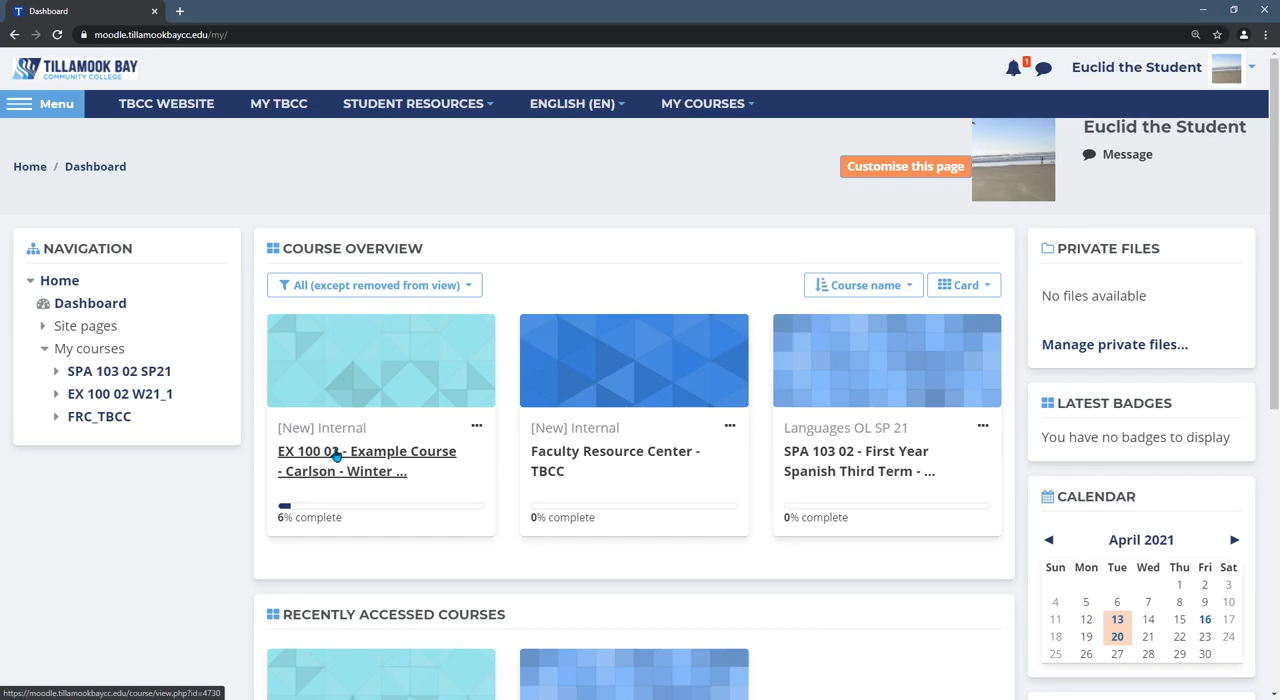 Dashboard
moodle.tillamookbaycc.edu/my/
TILLAMOOK BAY
COMMUNITY COLLEGE
1
Euclid the Student
Menu
TBCC WEBSITE
MY TBCC
STUDENT RESOURCES
ENGLISH (EN)
MY COURSES
Euclid the Student
Message
Home / Dashboard
Customise this page
NAVIGATION
Home
Dashboard
Site pages
My courses
SPA 103 02 SP21
EX 100 02 W21_1
FRC_TBCC
COURSE OVERVIEW
All (except removed from view)
Course name
Card
[New] Internal
EX 100 02 - Example Course
- Carlson - Winter ...
6% complete
[New] Internal
Faculty Resource Center -
TBCC
0% complete
Languages OL SP 21
SPA 103 02 - First Year
Spanish Third Term - ...
0% complete
RECENTLY ACCESSED COURSES
PRIVATE FILES
No files available
Manage private files...
LATEST BADGES
You have no badges to display
CALENDAR
April 2021
Sun Mon Tue Wed Thu Fri Sat
1 2 3
4 5 6 7 8 9 10
11 12 13 14 15 16 17
18 19 20 21 22 23 24
25 26 27 28 29 30
https://moodle.tillamookbaycc.edu/course/view.php?id=4730